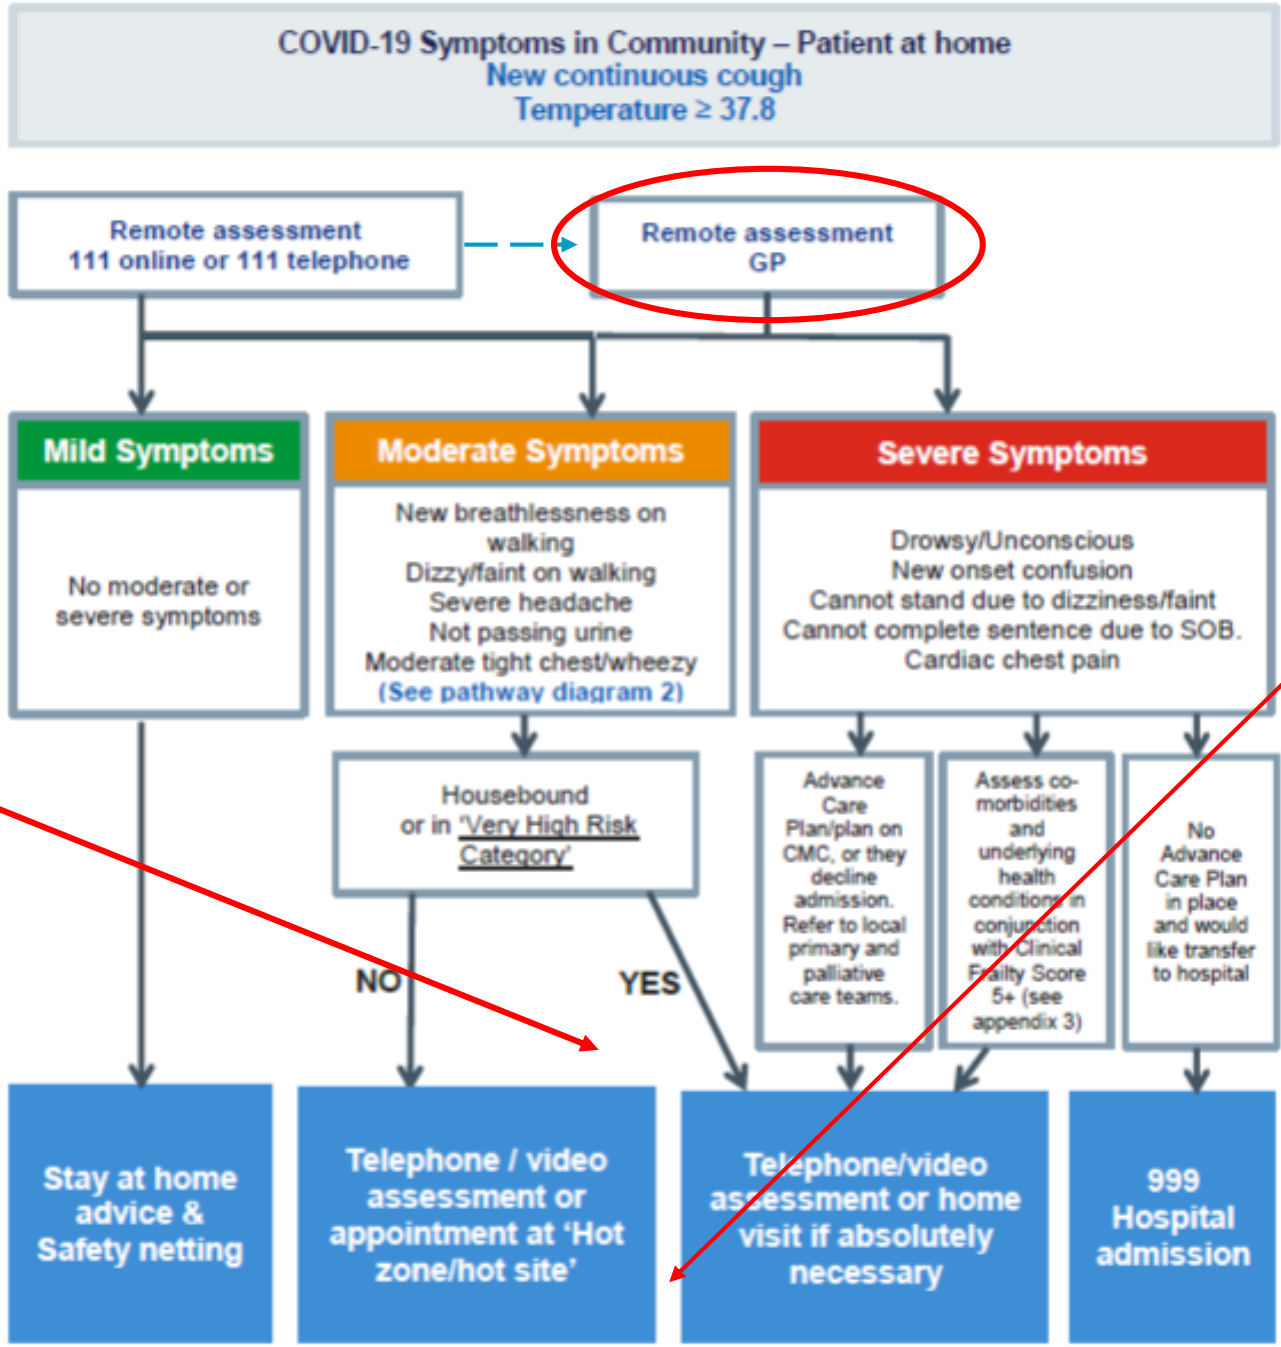 COVID-19 Symptoms in Community – Patient at home
New continuous cough
Temperature ≥ 37.8
Remote assessment
111 online or 111 telephone
Remote assessment
GP
Mild Symptoms
No moderate or
severe symptoms
Moderate Symptoms
New breathlessness on
walking
Dizzy/faint on walking
Severe headache
Not passing urine
Moderate tight chest/wheezy
(See pathway diagram 2)
Severe Symptoms
Drowsy/Unconscious
New onset confusion
Cannot stand due to dizziness/faint
Cannot complete sentence due to SOB.
Cardiac chest pain
Housebound
or in ‘Very High Risk
Category’
NO
YES
Advance
Care
Plan/plan on
CMC, or they
decline
admission.
Refer to local
primary and
palliative
care teams.
Assess co-
morbidities
and
underlying
health
conditions in
conjunction
with Clinical
Frailty Score
5+ (see
appendix 3)
No
Advance
Care Plan
in place
and would
like transfer
to hospital
Stay at home
advice &
Safety netting
Telephone / video
assessment or
appointment at ‘Hot
zone/hot site’
Telephone/video
assessment or home
visit if absolutely
necessary
999
Hospital
admission